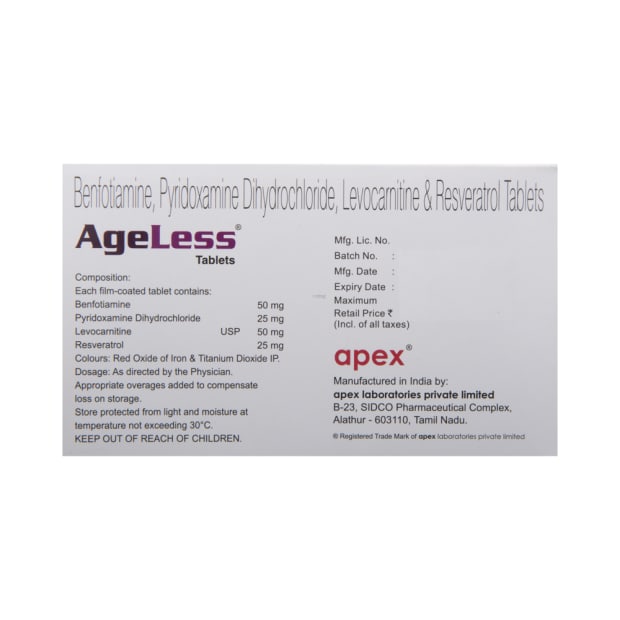 Benfotiamine, Pyridoxamine Dihydrochloride, Levocarnitine & Resveratrol Tablets
AgeLess®
Tablets
Composition:
Each film-coated tablet contains:
Benfotiamine 50 mg
Pyridoxamine Dihydrochloride 25 mg
Levocarnitine USP 50 mg
Resveratrol 25 mg
Colours: Red Oxide of Iron & Titanium Dioxide IP.
Dosage: As directed by the Physician.
Appropriate overages added to compensate
loss on storage.
Store protected from light and moisture at
temperature not exceeding 30°C.
KEEP OUT OF REACH OF CHILDREN.
Mfg. Lic. No.
Batch No. :
Mfg. Date :
Expiry Date :
Maximum
Retail Price ₹
(Incl. of all taxes)
apex®
Manufactured in India by:
apex laboratories private limited
B-23, SIDCO Pharmaceutical Complex,
Alathur - 603110, Tamil Nadu.
® Registered Trade Mark of apex laboratories private limited